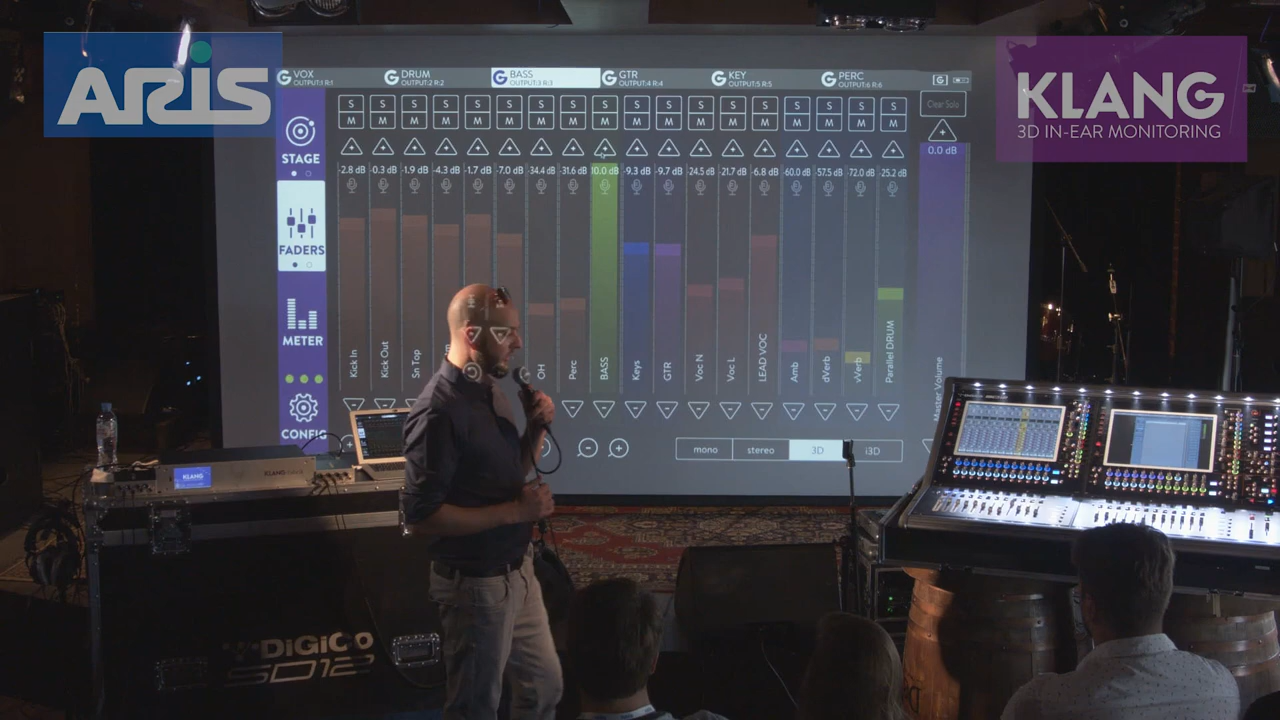 ARIS
KLANG
3D IN-EAR MONITORING
VOX
OUTPUT:1 R:1
DRUM
OUTPUT:2 R:2
BASS
OUTPUT:3 R:3
GTR
OUTPUT:4 R:4
KEY
OUTPUT:5 R:5
PERC
OUTPUT:6 R:6
S S S S S S S S S S S S S S S S S S
M M M M M M M M M M M M M M M M M M
Clear Solo
-2.8 dB -0.3 dB -1.9 dB -4.3 dB -1.7 dB -7.0 dB 34.4 dB -31.6 dB 10.0 dB -9.3 dB -9.7 dB 24.5 dB 21.7 dB -6.8 dB 60.0 dB 57.5 dB 72.0 dB 25.2 dB
0.0 dB
STAGE
FADERS
METER
CONFIG
Kick In
Kick Out
Sn Top
OH
Perc
BASS
Keys
GTR
Voc N
Voc L
LEAD VOC
Amb
dVerb
vVerb
Parallel DRUM
Master Volume
mono
stereo
3D
i3D
KLANG
DiGiCo
SD12